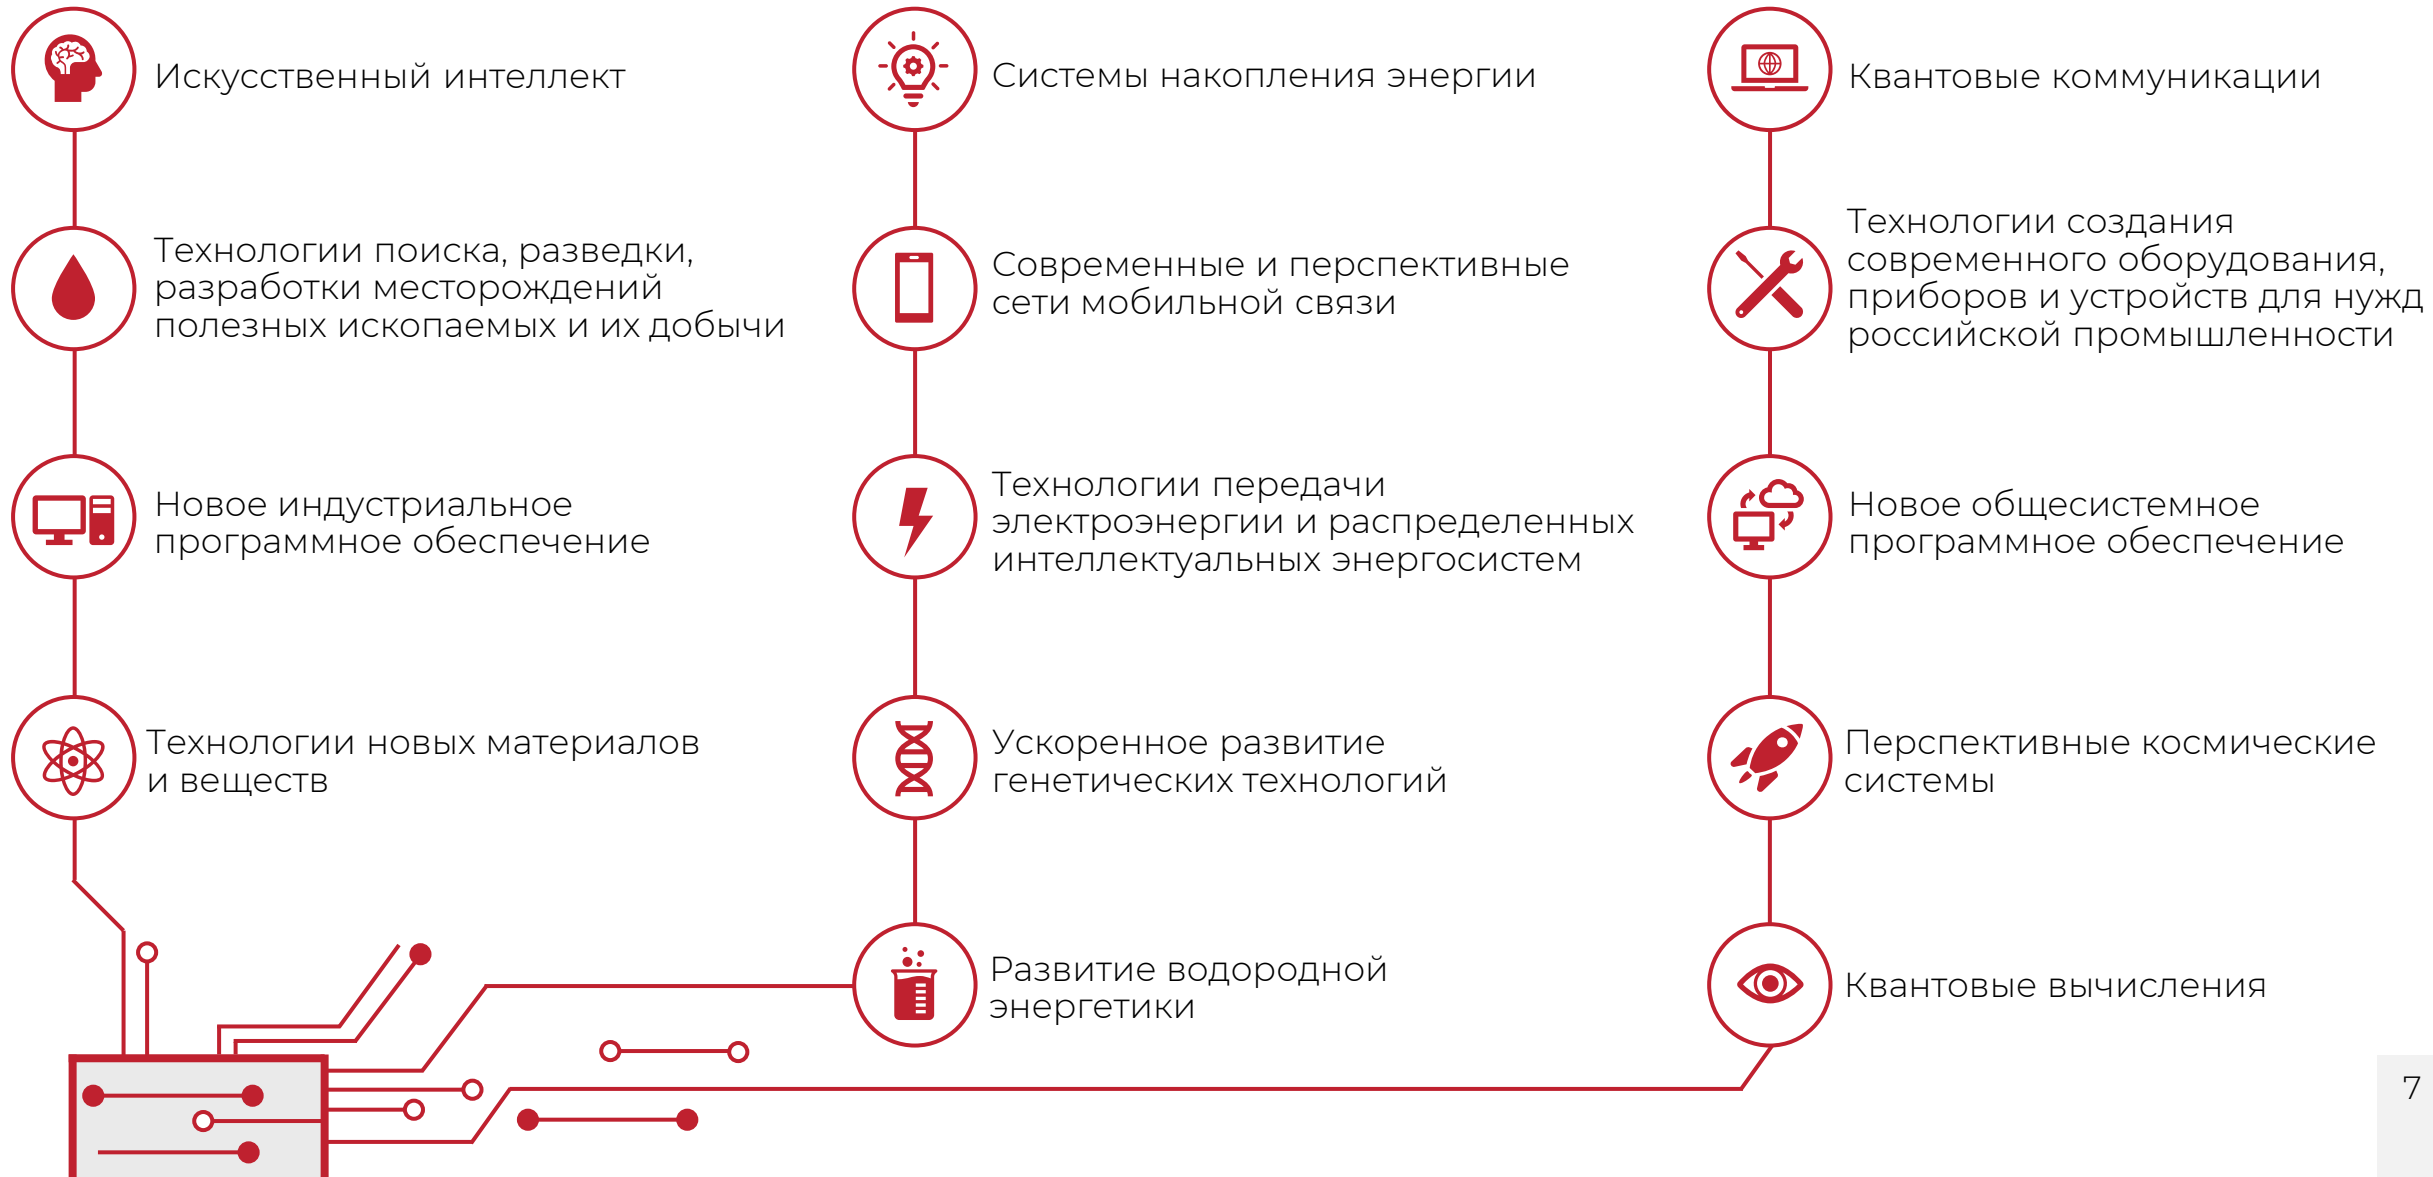 Искусственный интеллект
Технологии поиска, разведки,
разработки месторождений
полезных ископаемых и их добычи
Новое индустриальное
программное обеспечение
Технологии новых материалов
и веществ
Системы накопления энергии
Современные и перспективные
сети мобильной связи
Технологии передачи
электроэнергии и распределенных
интеллектуальных энергосистем
Ускоренное развитие
генетических технологий
Развитие водородной
энергетики
Квантовые коммуникации
Технологии создания
современного оборудования,
приборов и устройств для нужд
российской промышленности
Новое общесистемное
программное обеспечение
Перспективные космические
системы
Квантовые вычисления
7